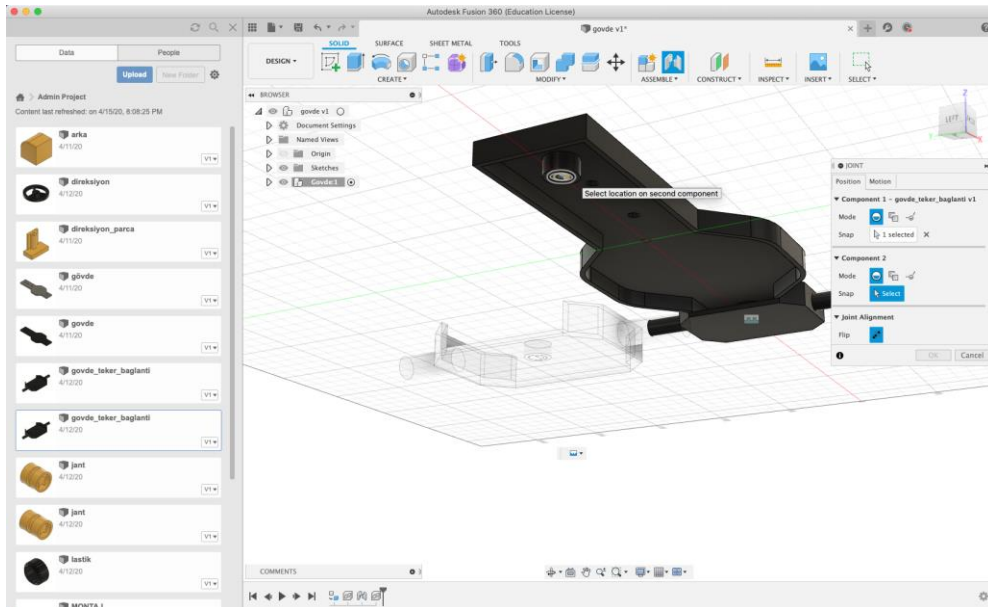 Autodesk Fusion 360 (Education License)
govde v1*
Data
People
Upload
New Folder
Admin Project
Content last refreshed: on 4/15/20, 8:08:25 PM
arka
4/11/20
V1
direksiyon
4/12/20
V1
direksiyon_parca
4/11/20
V1
gövde
4/11/20
V1
govde
4/11/20
V1
govde_teker_baglanti
4/12/20
V1
govde_teker_baglanti
4/12/20
V1
jant
4/12/20
V1
jant
4/12/20
V1
lastik
4/12/20
V1
DESIGN
SOLID
SURFACE
SHEET METAL
TOOLS
CREATE
MODIFY
ASSEMBLE
CONSTRUCT
INSPECT
INSERT
SELECT
BROWSER
govde v1
Document Settings
Named Views
Origin
Sketches
Govde:1
Select location on second component
Z
LEFT
JOINT
Position
Motion
Component 1 - govde_teker_baglanti v1
Mode
Snap
1 selected
Component 2
Mode
Snap
Select
Joint Alignment
Flip
OK
Cancel
COMMENTS